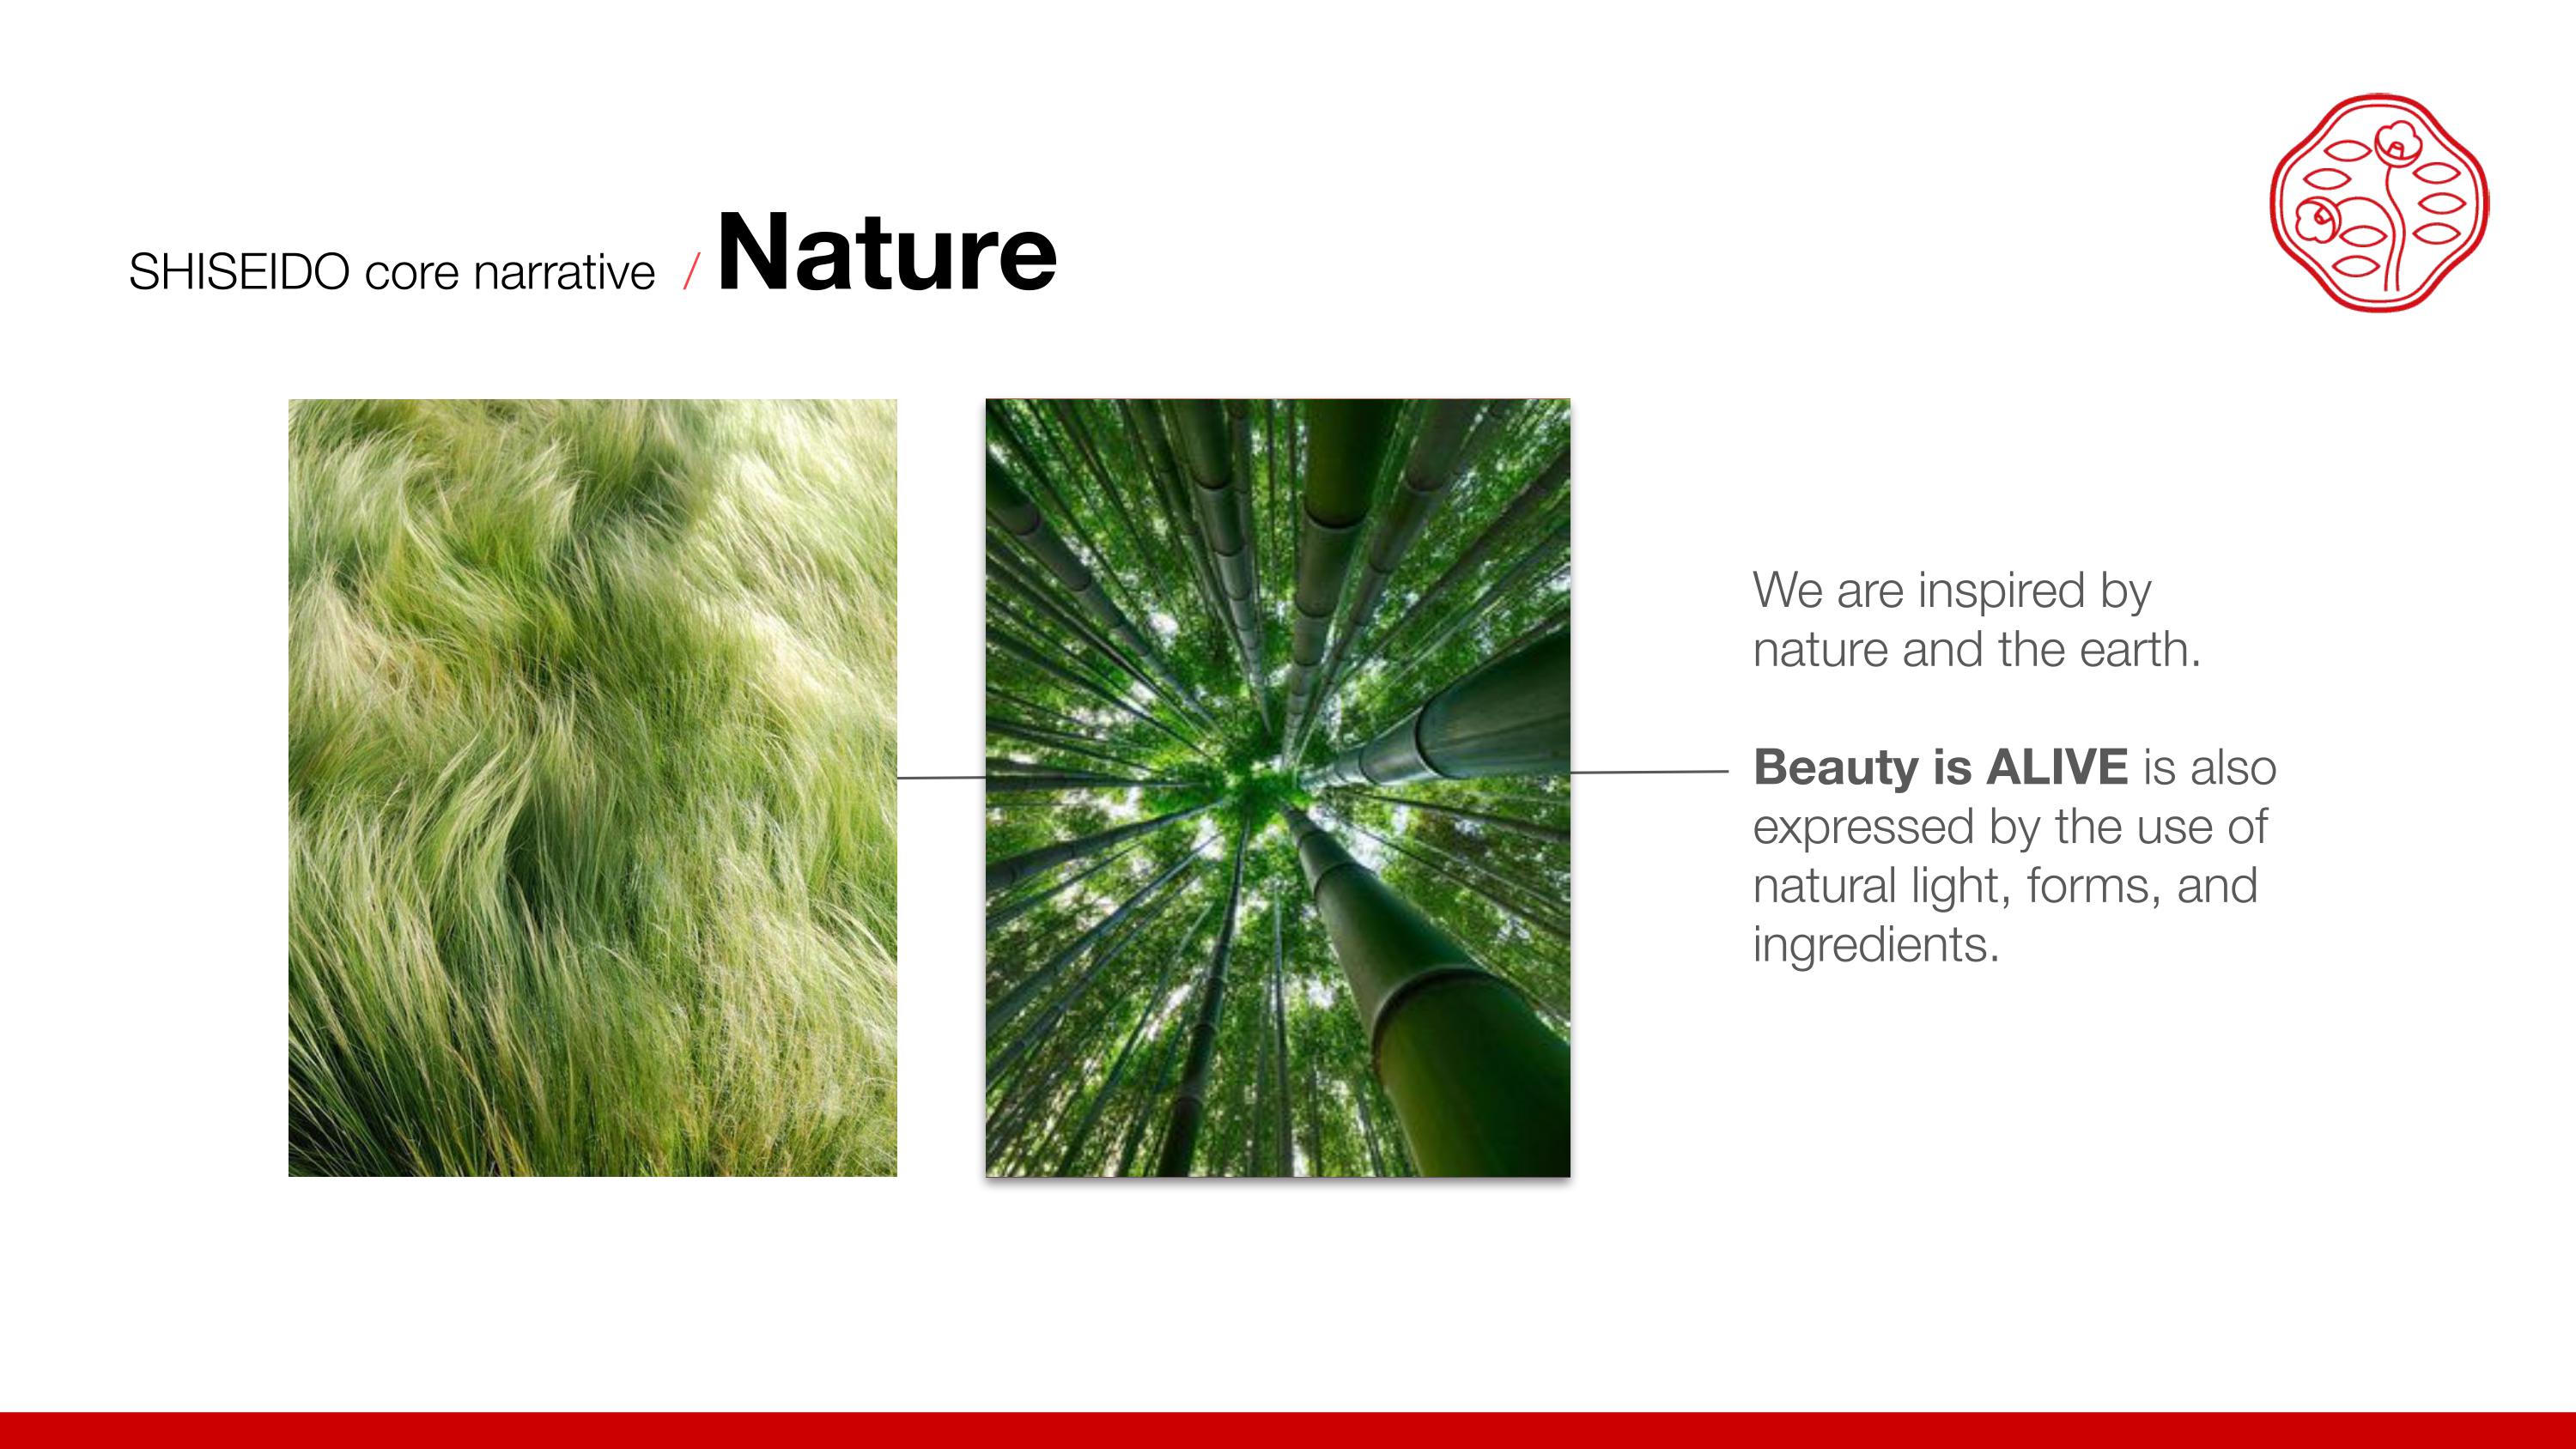 SHISEIDO core narrative / Nature
We are inspired by
nature and the earth.
Beauty is ALIVE is also
expressed by the use of
natural light, forms, and
ingredients.